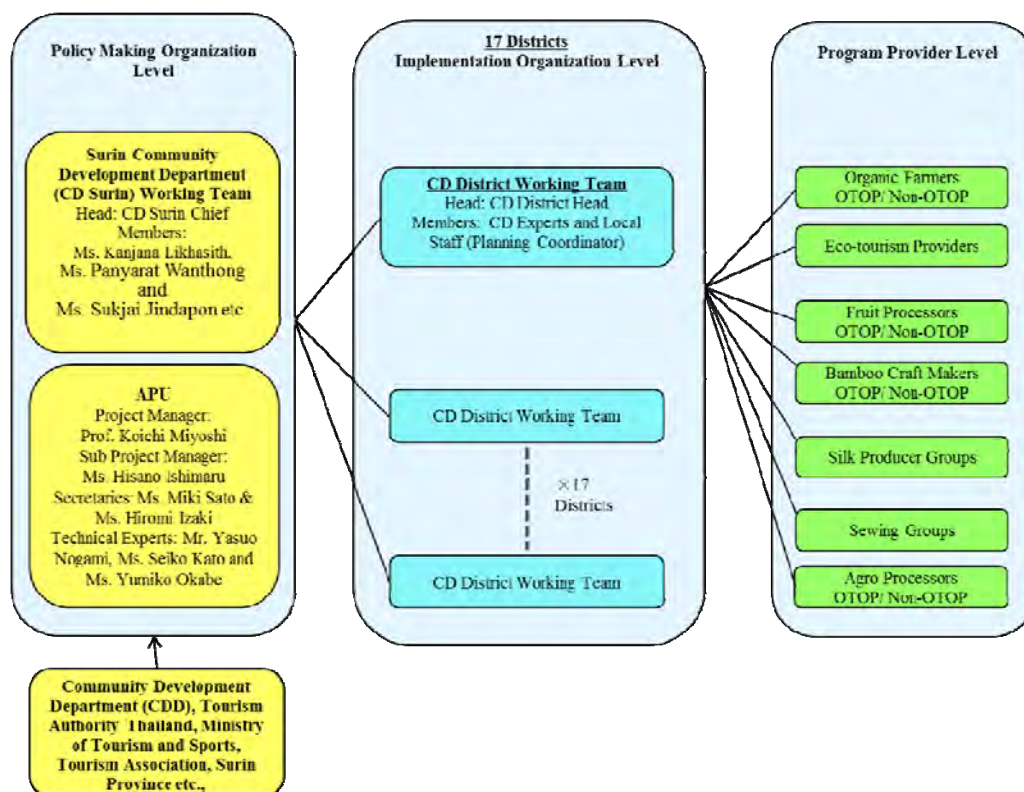 Policy Making Organization
Level
Surin Community
Development Department
(CD Surin) Working Team
Head: CD Surin Chief
Members:
Ms. Kanjana Likhasith,
Ms. Panyarat Wanthong
and
Ms. Sukjai Jindapon etc
APU
Project Manager:
Prof. Koichi Miyoshi
Sub Project Manager:
Ms. Hisano Ishimaru
Secretaries: Ms. Miki Sato &
Ms. Hiromi Izaki
Technical Experts: Mr. Yasuo
Nogami, Ms. Seiko Kato and
Ms. Yumiko Okabe
Community Development
Department (CDD), Tourism
Authority Thailand, Ministry
of Tourism and Sports,
Tourism Association, Surin
Province etc.,
17 Districts
Implementation Organization Level
CD District Working Team
Head: CD District Head
Members: CD Experts and Local
Staff (Planning Coordinator)
CD District Working Team
×17
Districts
CD District Working Team
Program Provider Level
Organic Farmers
OTOP/ Non-OTOP
Eco-tourism Providers
Fruit Processors
OTOP/ Non-OTOP
Bamboo Craft Makers
OTOP/ Non-OTOP
Silk Producer Groups
Sewing Groups
Agro Processors
OTOP/ Non-OTOP